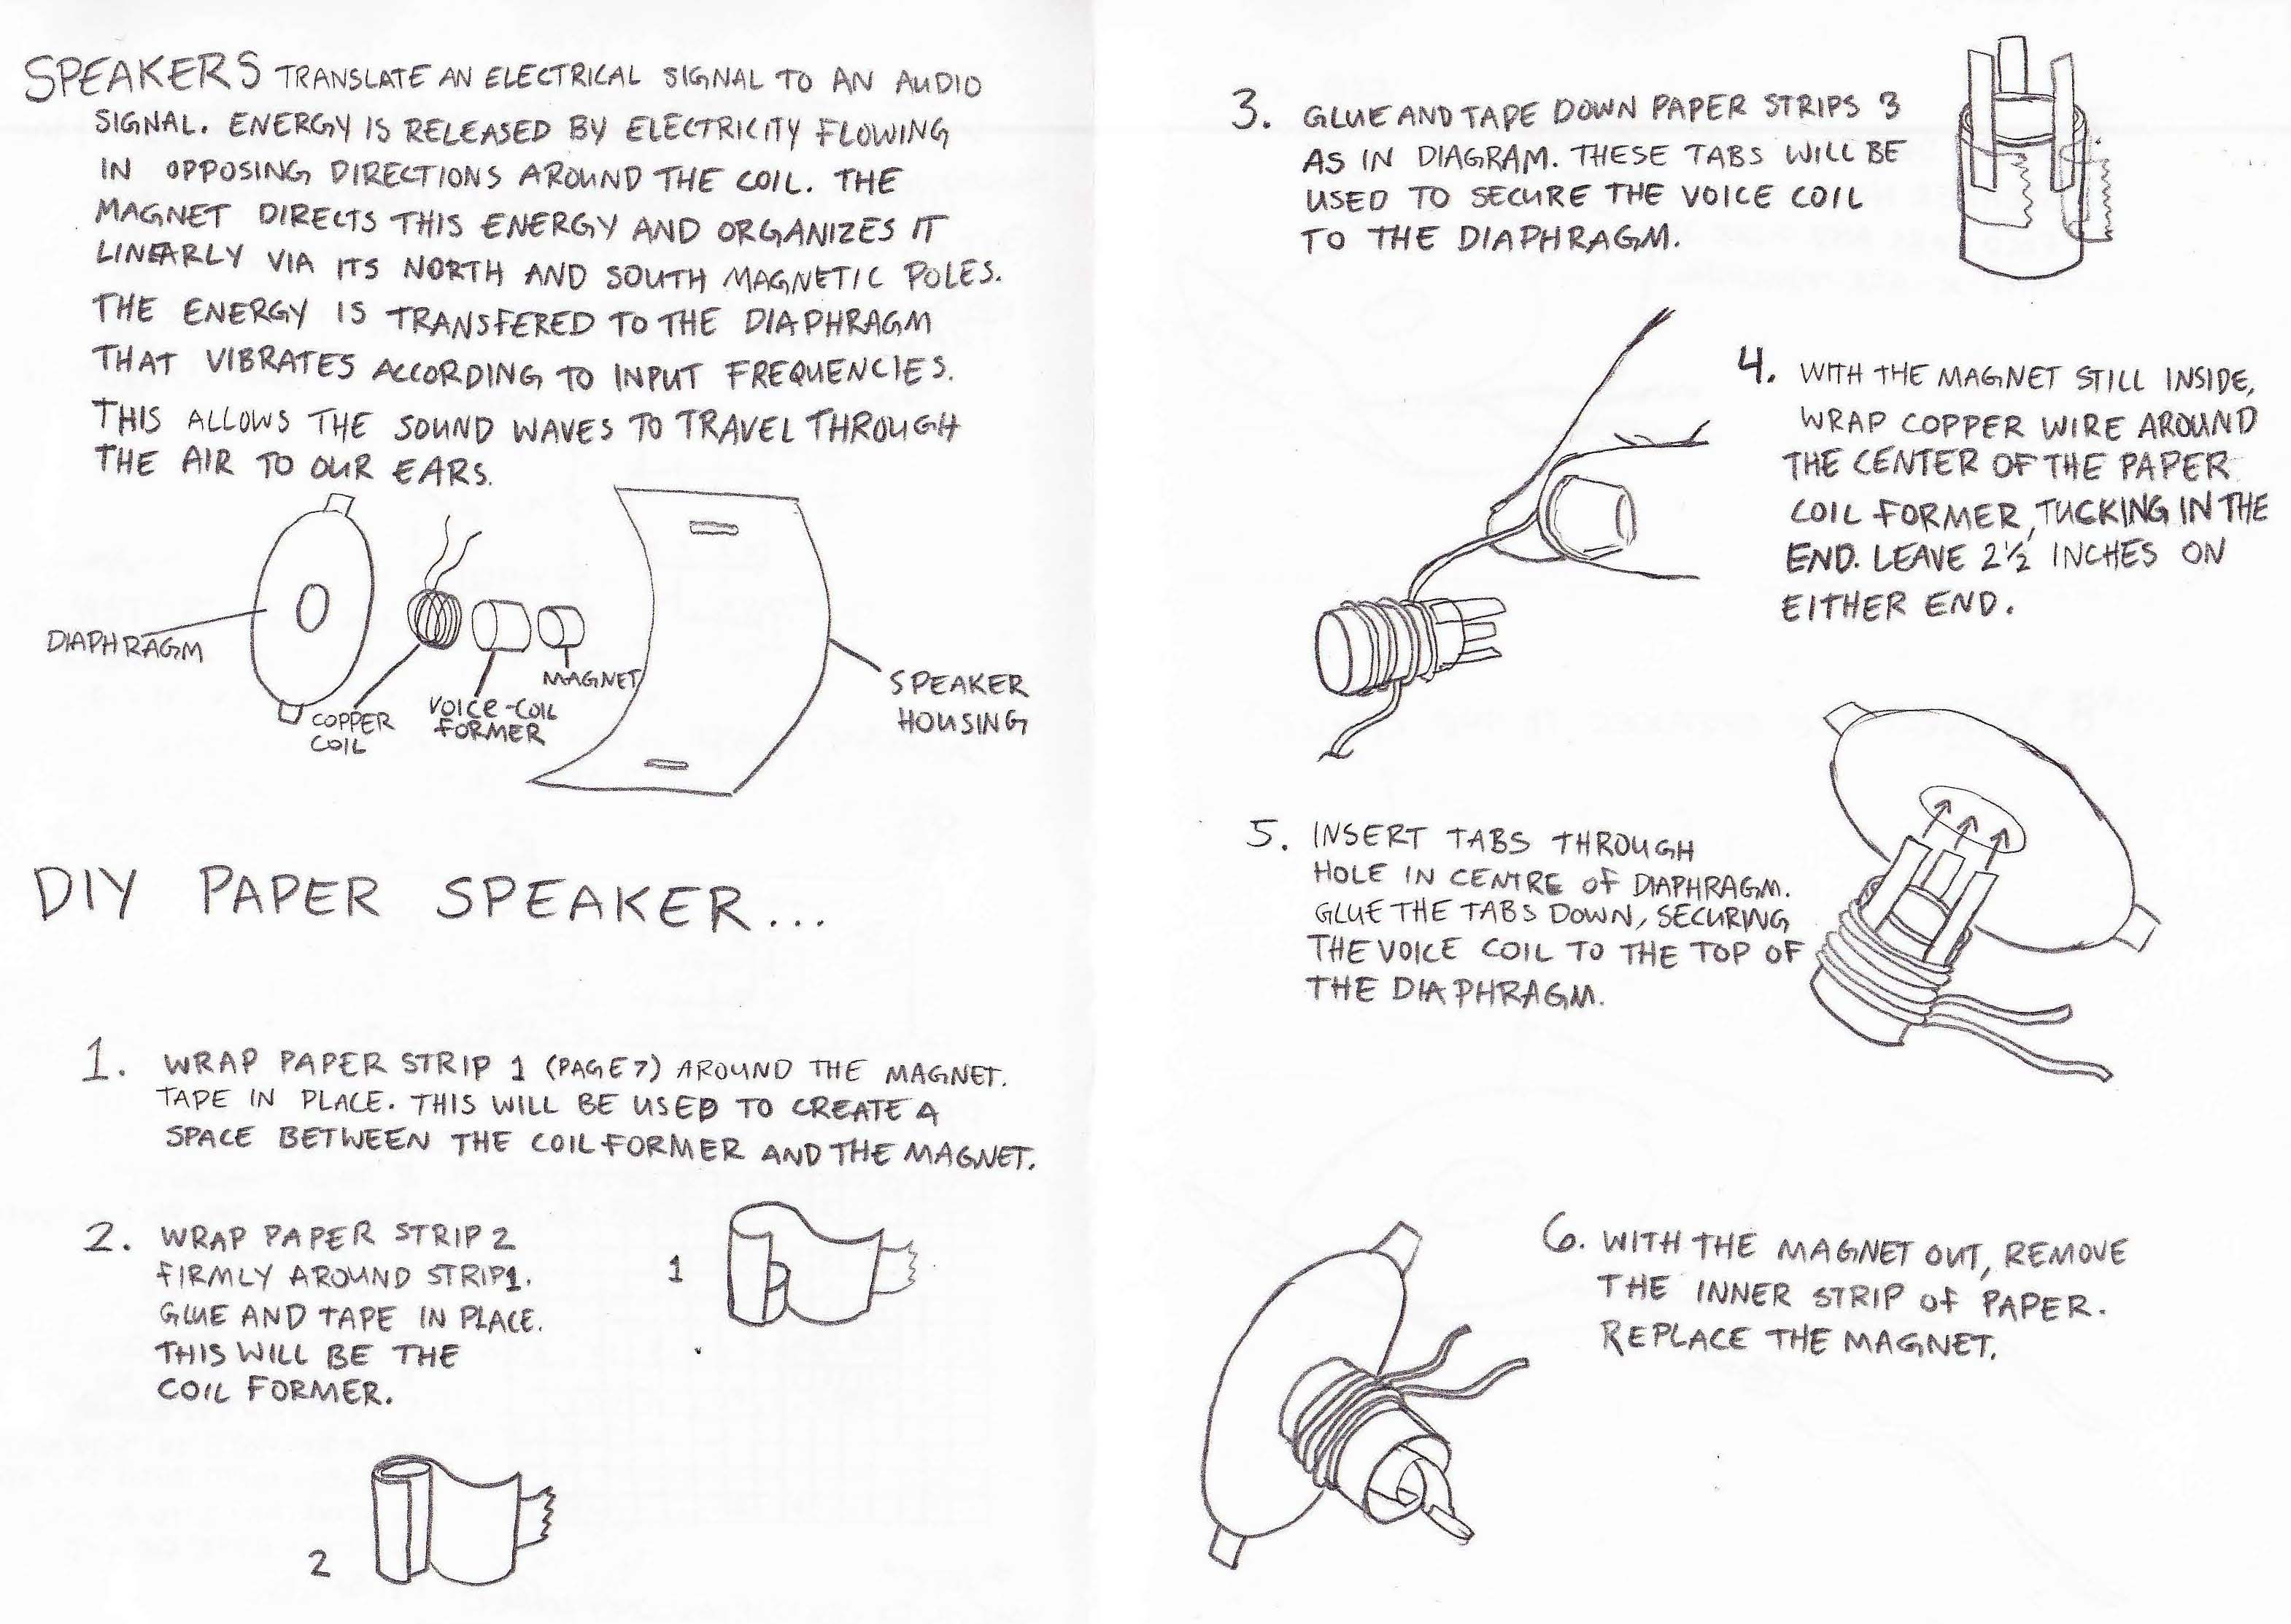 SPEAKERS TRANSLATE AN ELECTRICAL SIGNAL TO AN AUDIO
SIGNAL. ENERGY IS RELEASED BY ELECTRICITY FLOWING
IN OPPOSING DIRECTIONS AROUND THE COIL. THE
MAGNET DIRECTS THIS ENERGY AND ORGANIZES IT
LINEARLY VIA ITS NORTH AND SOUTH MAGNETIC POLES.
THE ENERGY IS TRANSFERED TO THE DIAPHRAGM
THAT VIBRATES ACCORDING TO INPUT FREQUENCIES.
THIS ALLOWS THE SOUND WAVES TO TRAVEL THROUGH
THE AIR TO OUR EARS.
DIAPHRAGM
COPPER
COIL
VOICE-COIL
FORMER
MAGNET
SPEAKER
HOUSING
DIY PAPER SPEAKER...
1. WRAP PAPER STRIP 1 (PAGE 7) AROUND THE MAGNET.
TAPE IN PLACE. THIS WILL BE USED TO CREATE A
SPACE BETWEEN THE COIL FORMER AND THE MAGNET.
2. WRAP PAPER STRIP 2
FIRMLY AROUND STRIP 1.
GLUE AND TAPE IN PLACE.
THIS WILL BE THE
COIL FORMER.
1
2
3. GLUE AND TAPE DOWN PAPER STRIPS 3
AS IN DIAGRAM. THESE TABS WILL BE
USED TO SECURE THE VOICE COIL
TO THE DIAPHRAGM.
4. WITH THE MAGNET STILL INSIDE,
WRAP COPPER WIRE AROUND
THE CENTER OF THE PAPER
COIL FORMER, TUCKING IN THE
END. LEAVE 2 1/2 INCHES ON
EITHER END.
5. INSERT TABS THROUGH
HOLE IN CENTRE OF DIAPHRAGM.
GLUE THE TABS DOWN, SECURING
THE VOICE COIL TO THE TOP OF
THE DIAPHRAGM.
6. WITH THE MAGNET OUT, REMOVE
THE INNER STRIP OF PAPER.
REPLACE THE MAGNET.